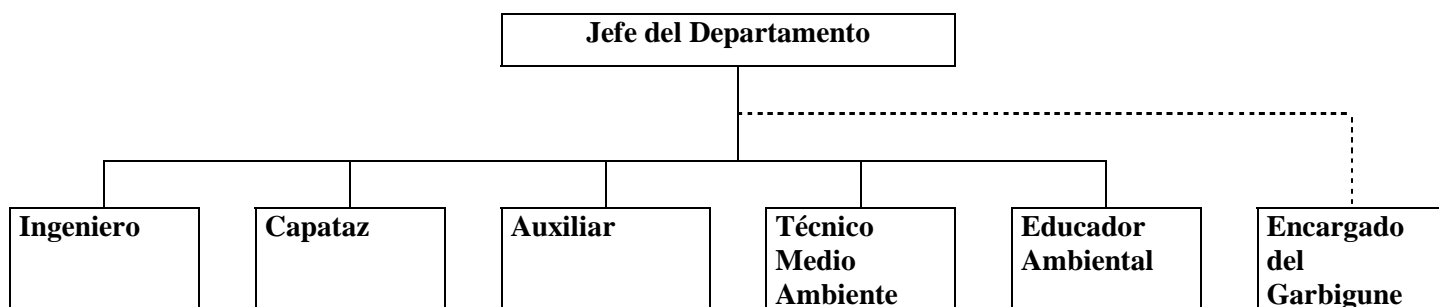 Jefe del Departamento
Ingeniero
Capataz
Auxiliar
Técnico
Medio
Ambiente
Educador
Ambiental
Encargado
del
Garbigune